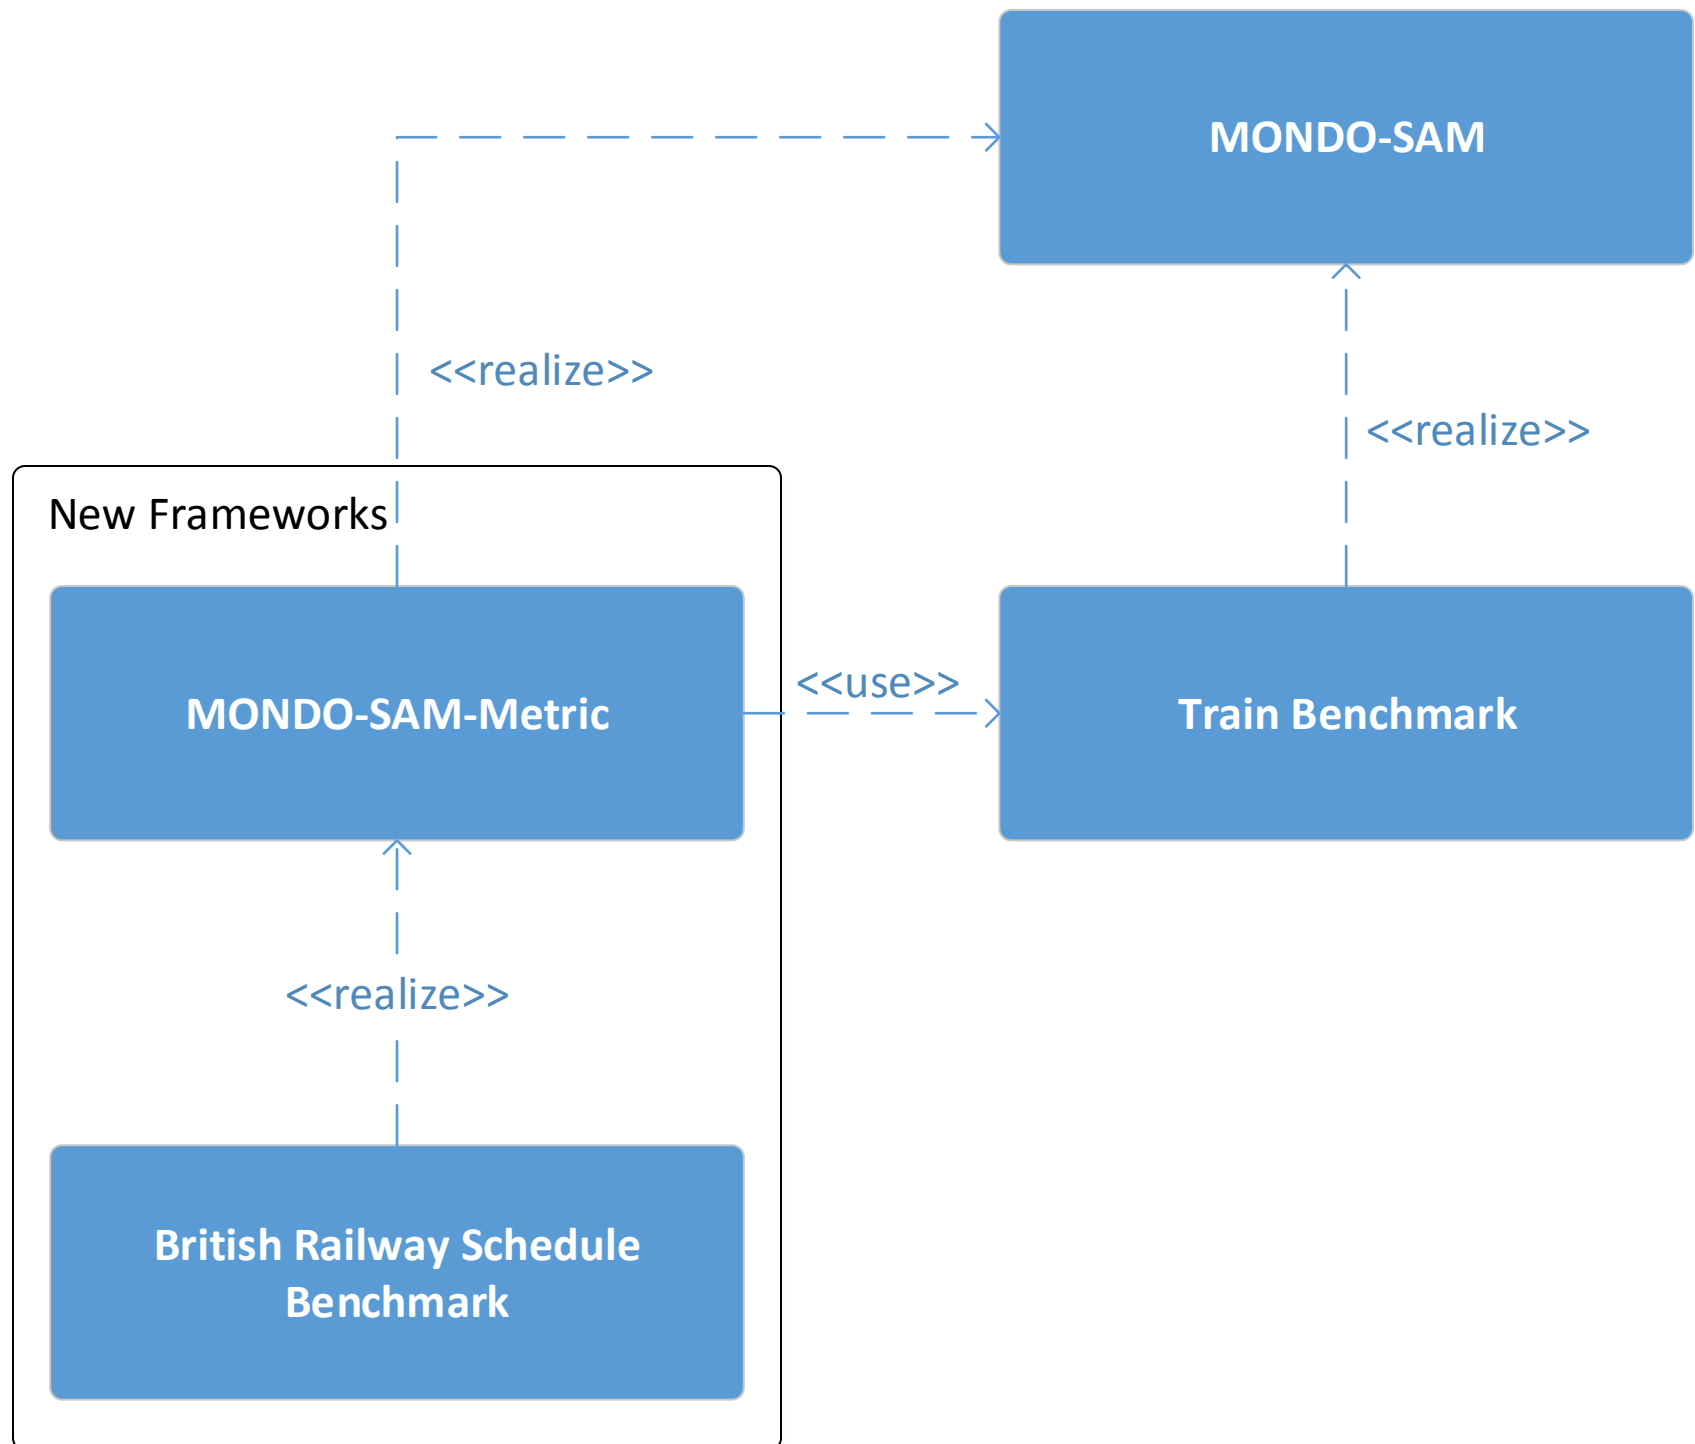 MONDO-SAM
<<realize>>
<<realize>>
New Frameworks
MONDO-SAM-Metric
<<use>>
Train Benchmark
<<realize>>
British Railway Schedule
Benchmark